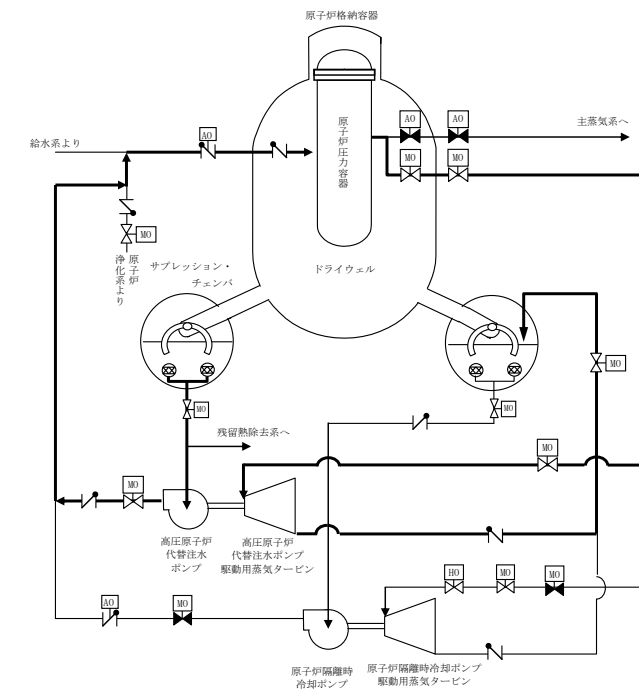 原子炉格納容器
AO
AO
主蒸気系へ
給水系より
AO
原子炉圧力容器
MO
MO
MO
原子炉
浄化系より
サプレッション・
チェンバ
ドライウェル
MO
MO
MO
残留熱除去系へ
MO
MO
高圧原子炉
代替注水
ポンプ
高圧原子炉
代替注水ポンプ
駆動用蒸気タービン
HO
MO
MO
AO
MO
原子炉隔離時
冷却ポンプ
原子炉隔離時冷却ポンプ
駆動用蒸気タービン